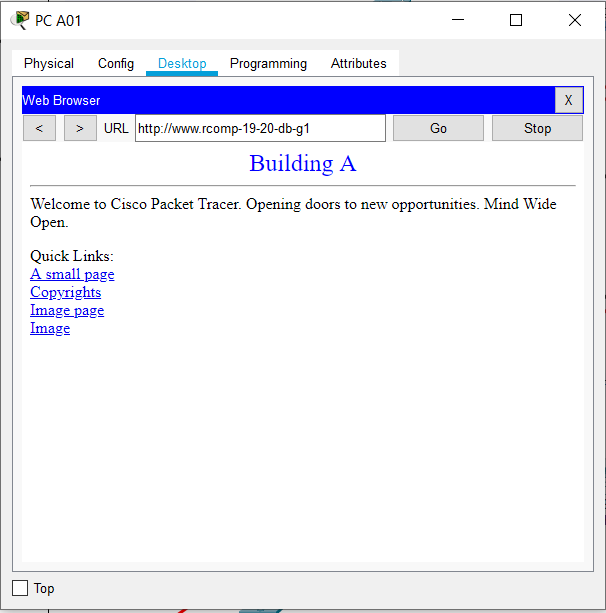 PC A01
Physical Config Desktop Programming Attributes
Web Browser X
< > URL http://www.rcomp-19-20-db-g1 Go Stop
Building A
Welcome to Cisco Packet Tracer. Opening doors to new opportunities. Mind Wide
Open.
Quick Links:
A small page
Copyrights
Image page
Image
Top